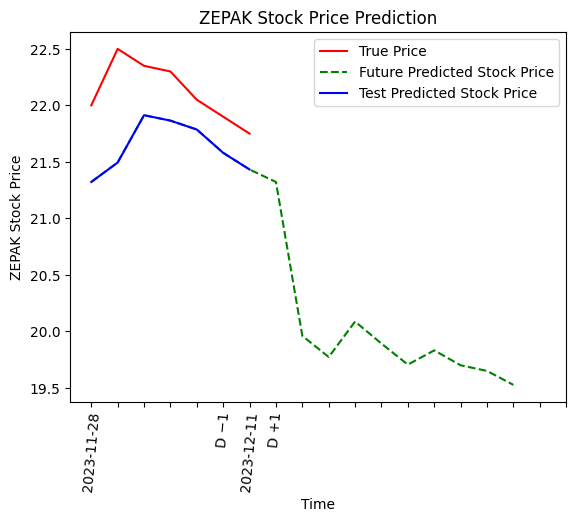 ZEPAK Stock Price Prediction
True Price
Future Predicted Stock Price
Test Predicted Stock Price
ZEPAK Stock Price
22.5
22.0
21.5
21.0
20.5
20.0
19.5
2023-11-28
D −1
2023-12-11
D +1
Time